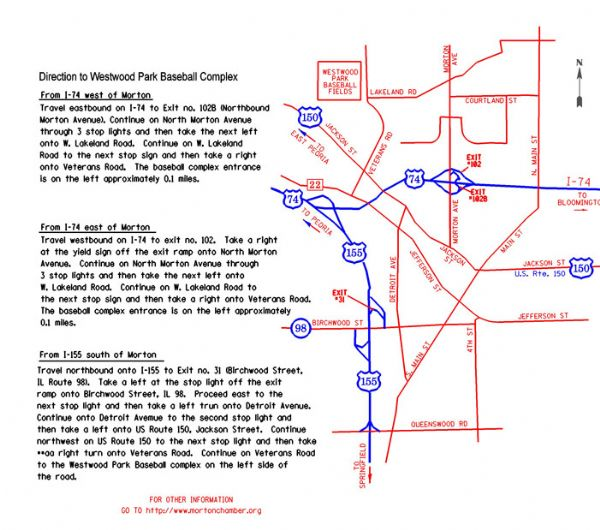 Direction to Westwood Park Baseball Complex
From I-74 west of Morton
Travel eastbound on I-74 to Exit no. 102B (Northbound
Morton Avenue). Continue on North Morton Avenue
through 3 stop lights and then take the next left
onto W. Lakeland Road. Continue on W. Lakeland
Road to the next stop sign and then take a right
onto Veterans Road. The baseball complex entrance
is on the left approximately 0.1 miles.
From I-74 east of Morton
Travel westbound on I-74 to exit no. 102. Take a right
at the yield sign off the exit ramp onto North Morton
Avenue. Continue on North Morton Avenue through
3 stop lights and then take the next left onto
W. Lakeland Road. Continue on W. Lakeland Road to
the next stop sign and then take a right onto Veterans Road.
The baseball complex entrance is on the left approximately
0.1 miles.
From I-155 south of Morton
Travel northbound onto I-155 to Exit no. 31 (Birchwood Street,
IL Route 98). Take a left at the stop light off the exit
ramp onto Birchwood Street, IL 98. Proceed east to the
next stop light and then take a left trun onto Detroit Avenue.
Continue onto Detroit Avemue to the second stop light and
then take a left onto US Route 150, Jackson Street. Continue
northwest on US Route 150 to the next stop light and then take
**aa right turn onto Veterans Road. Continue on Veterans Road
to the Westwood Park Baseball complex on the left side of
the road.
FOR OTHER INFORMATION
GO TO http://www.mortonchamber.org
WESTWOOD
PARK
BASEBALL
FIELDS
LAKELAND RD
MORTON
AVE
COURTLAND ST
N
150
JACKSON ST
TO
EAST PEORIA
VETERANS RD
N. MAIN ST
EXIT
#102
22
74
EXIT
#102B
I-74
TO
BLOOMINGTO
74
TO
PEORIA
155
MORTON AVE
MAIN ST
JACKSON ST
DETROIT AVE
JEFFERSON ST
JACKSON ST
U.S. Rte. 150
150
EXIT
#31
98
BIRCHWOOD ST
JEFFERSON ST
4TH ST
S. MAIN ST
155
QUEENSWOOD RD
TO
SPRINGFIELD